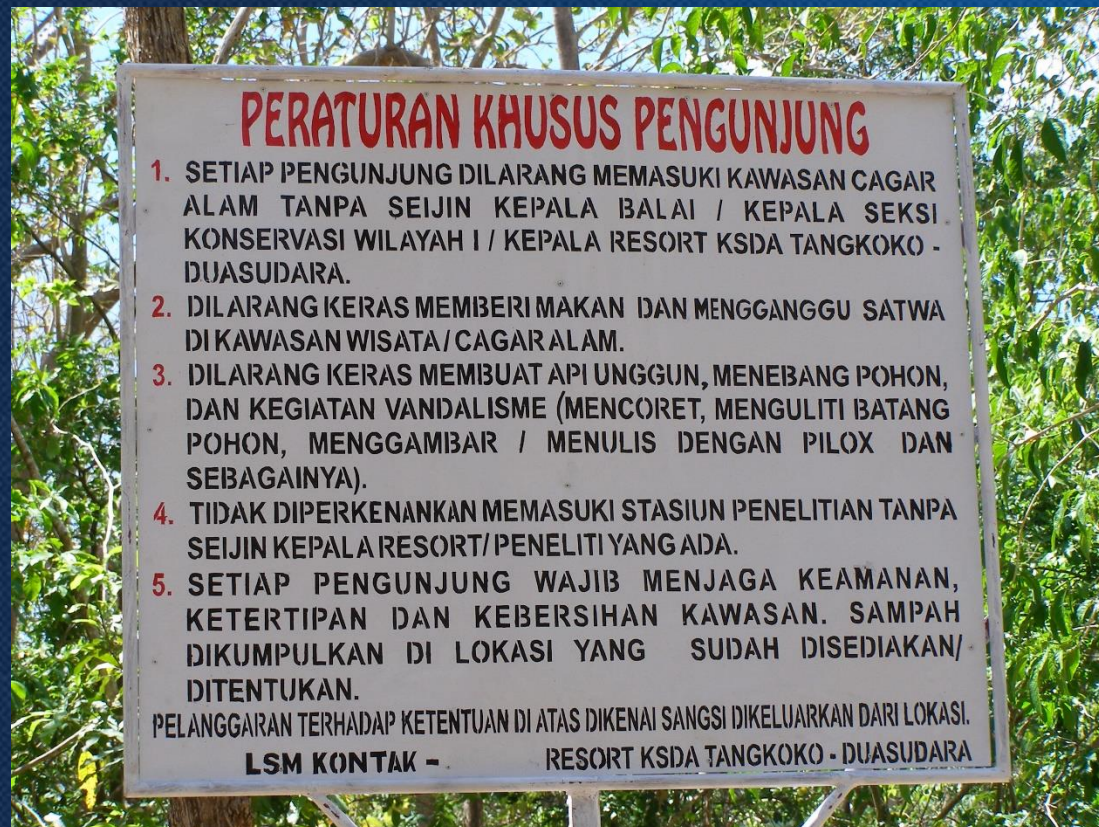 PERATURAN KHUSUS PENGUNJUNG
1. SETIAP PENGUNJUNG DILARANG MEMASUKI KAWASAN CAGAR
ALAM TANPA SEIJIN KEPALA BALAI / KEPALA SEKSI
KONSERVASI WILAYAH I / KEPALA RESORT KSDA TANGKOKO -
DUASUDARA.
2. DILARANG KERAS MEMBERI MAKAN DAN MENGGANGGU SATWA
DI KAWASAN WISATA/CAGAR ALAM.
3. DILARANG KERAS MEMBUAT API UNGGUN, MENEBANG POHON,
DAN KEGIATAN VANDALISME (MENCORET, MENGULITI BATANG
POHON, MENGGAMBAR / MENULIS DENGAN PILOX DAN
SEBAGAINYA).
4. TIDAK DIPERKENANKAN MEMASUKI STASIUN PENELITIAN TANPA
SEIJIN KEPALA RESORT/PENELITI YANG ADA.
5. SETIAP PENGUNJUNG WAJIB MENJAGA KEAMANAN,
KETERTIPAN DAN KEBERSIHAN KAWASAN. SAMPAH
DIKUMPULKAN DI LOKASI YANG SUDAH DISEDIAKAN/
DITENTUKAN.
PELANGGARAN TERHADAP KETENTUAN DI ATAS DIKENAI SANGSI DIKELUARKAN DARI LOKASI.
LSM KONTAK - RESORT KSDA TANGKOKO - DUASUDARA